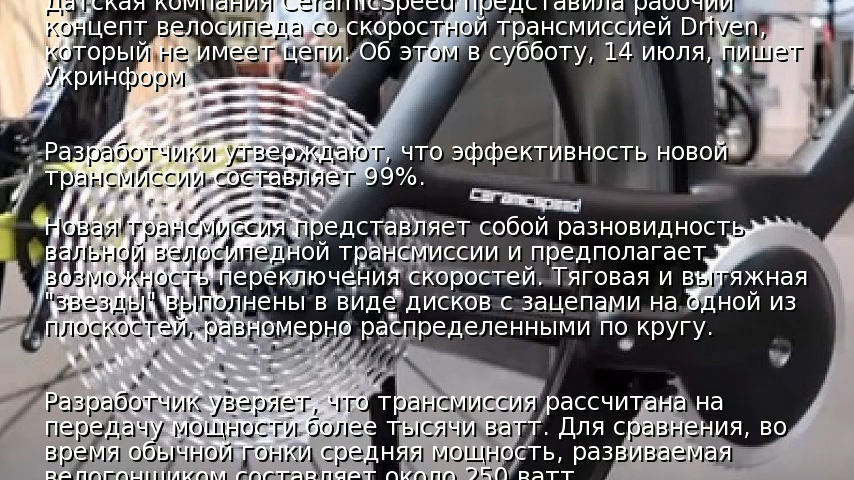 датская компания CeramicSpeed представила рабочий
концепт велосипеда со скоростной трансмиссией Driven,
который не имеет цепи. Об этом в субботу, 14 июля, пишет
Укринформ
Разработчики утверждают, что эффективность новой
трансмиссии составляет 99%.
Новая трансмиссия представляет собой разновидность
вальной велосипедной трансмиссии и предполагает
возможность переключения скоростей. Тяговая и вытяжная
"звезды" выполнены в виде дисков с зацепами на одной из
плоскостей, равномерно распределенными по кругу.
ceramicspeed
Разработчик уверяет, что трансмиссия рассчитана на
передачу мощности более тысячи ватт. Для сравнения, во
время обычной гонки средняя мощность, развиваемая
велогонщиком составляет около 250 ватт